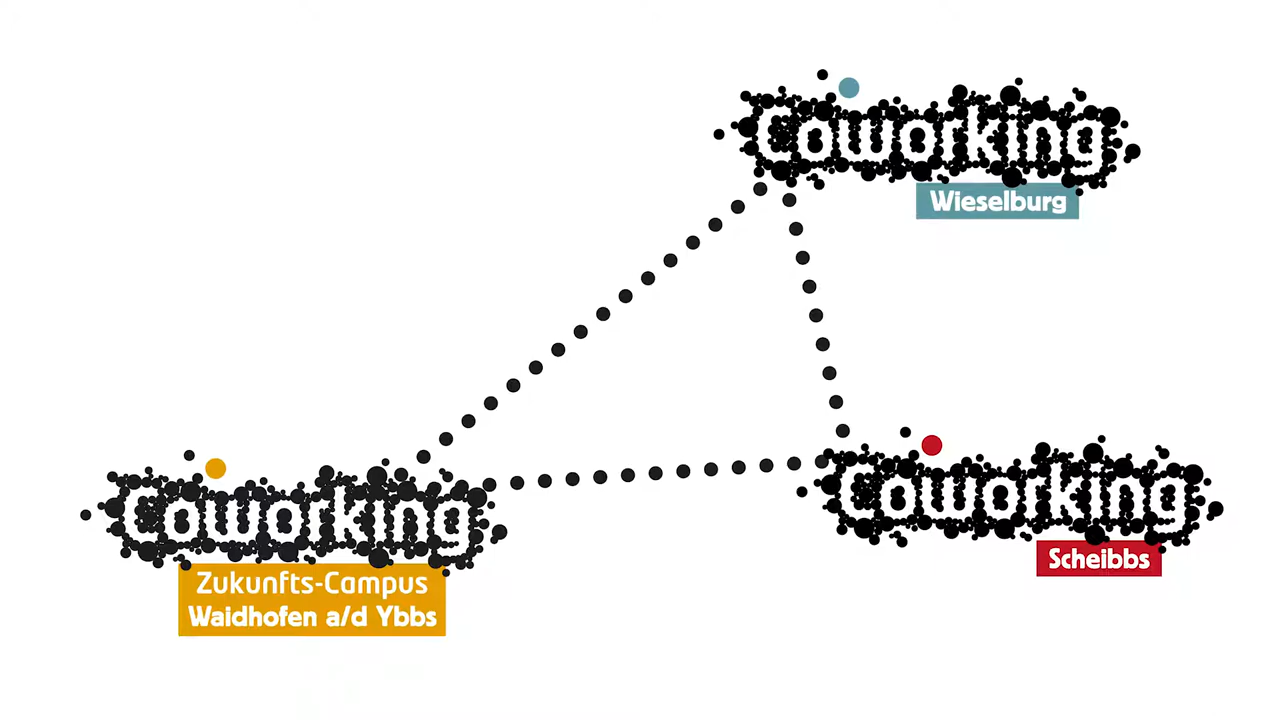 Coworking
Wieselburg
Coworking
Zukunfts-Campus
Waidhofen a/d Ybbs
Coworking
Scheibbs